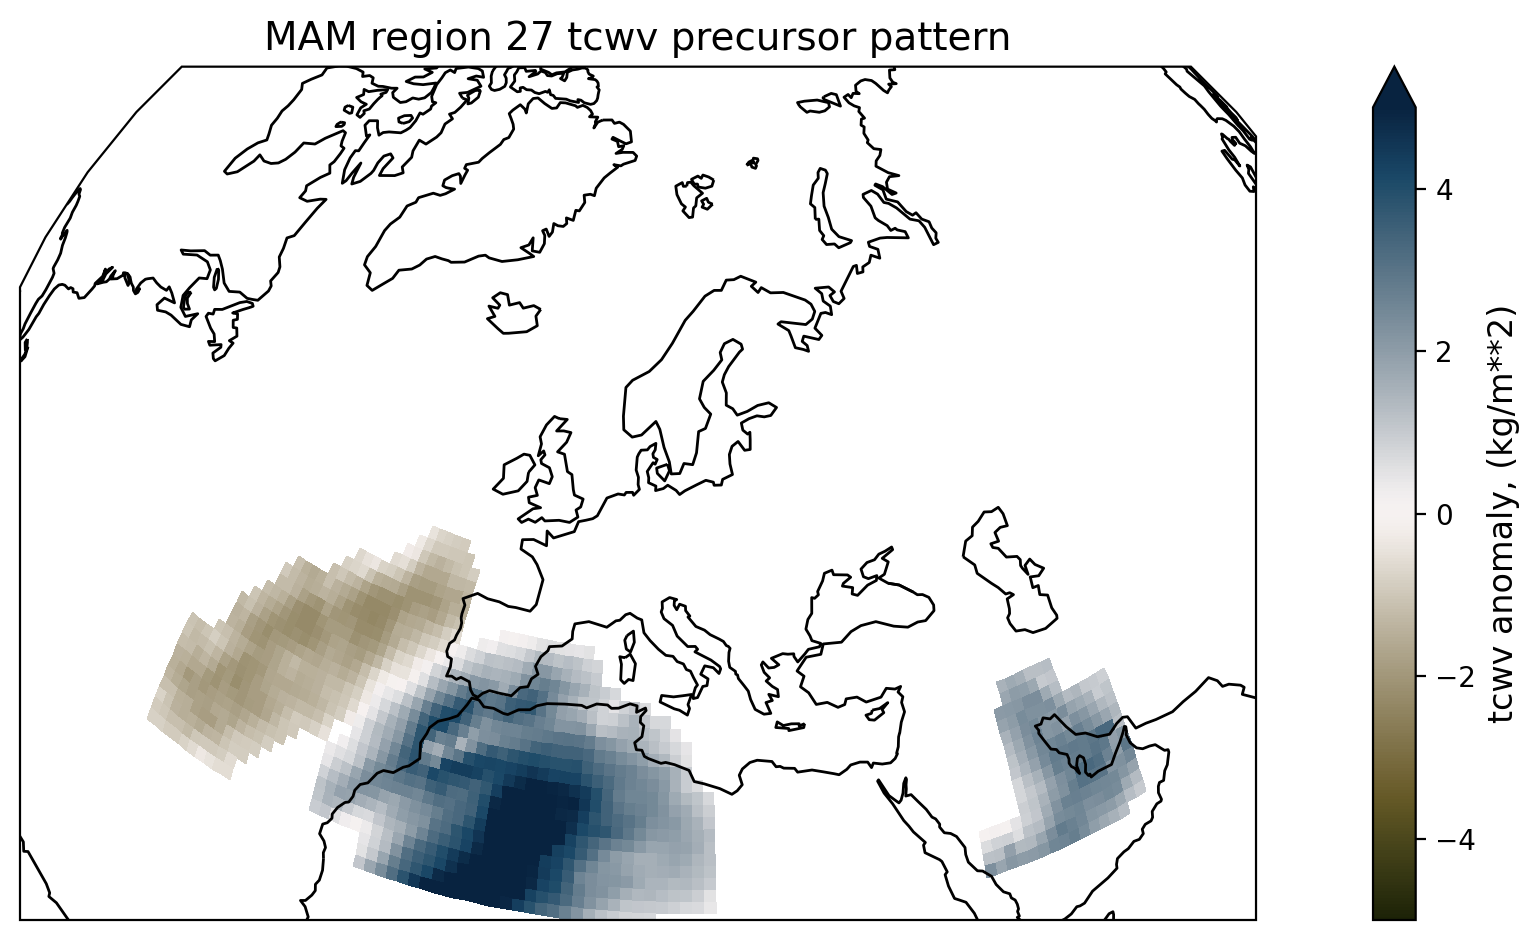 MAM region 27 tcwv precursor pattern
4
2
0
−2
−4
tcwv anomaly, (kg/m**2)